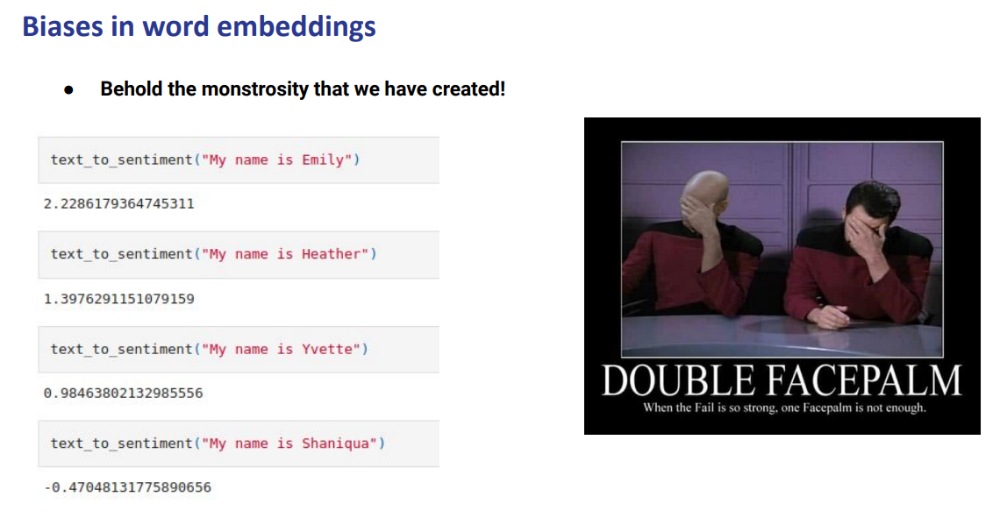 Biases in word embeddings
● Behold the monstrosity that we have created!
text_to_sentiment("My name is Emily")
2.2286179364745311
text_to_sentiment("My name is Heather")
1.3976291151079159
text_to_sentiment("My name is Yvette")
0.98463802132985556
text_to_sentiment("My name is Shaniqua")
-0.47048131775890656
DOUBLE FACEPALM
When the Fail is so strong, one Facepalm is not enough.